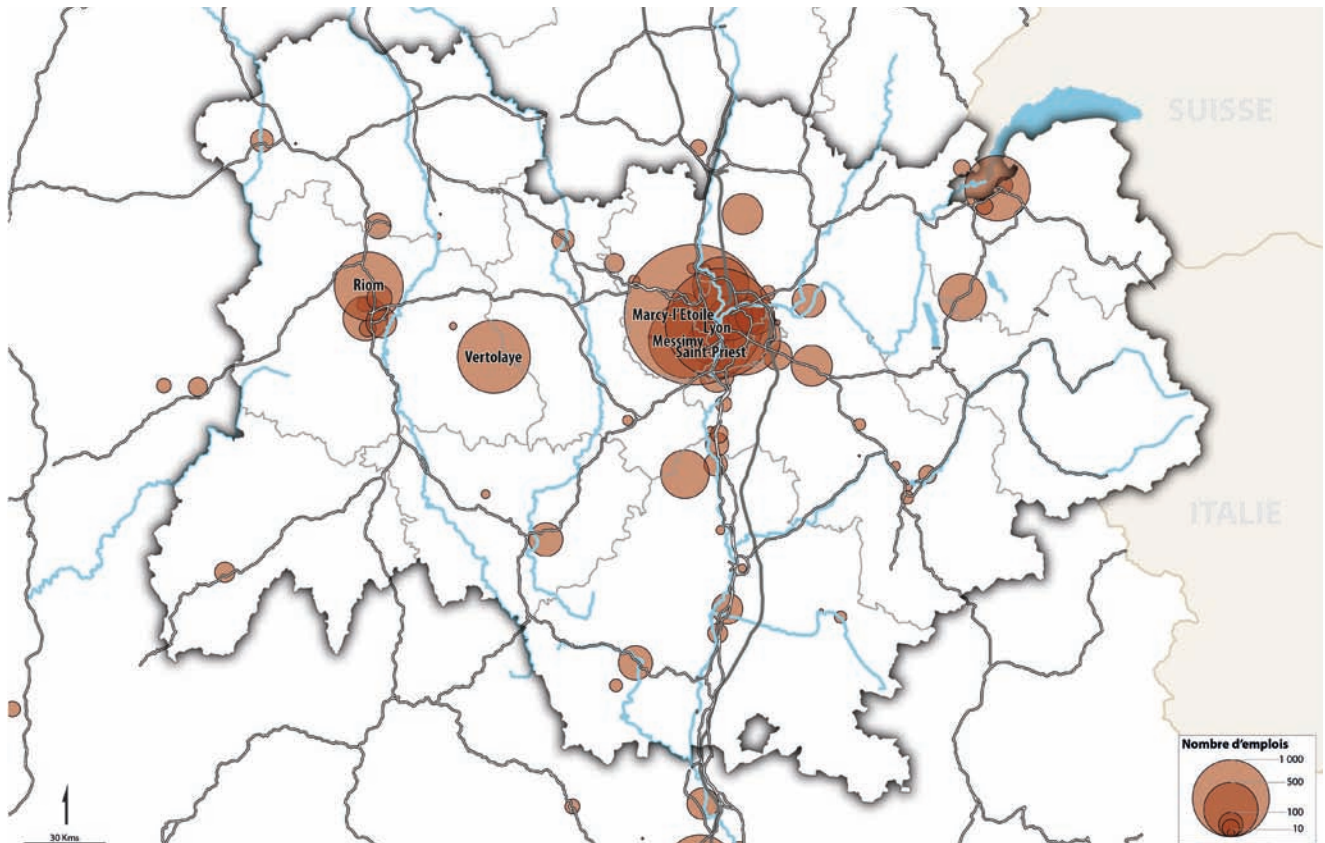 SUISSE
Riom
Marcy-l'Etoile
Lyon
Messimy
Saint-Priest
Vertolaye
ITALIE
Nombre d'emplois
1 000
500
100
10
30 Kms